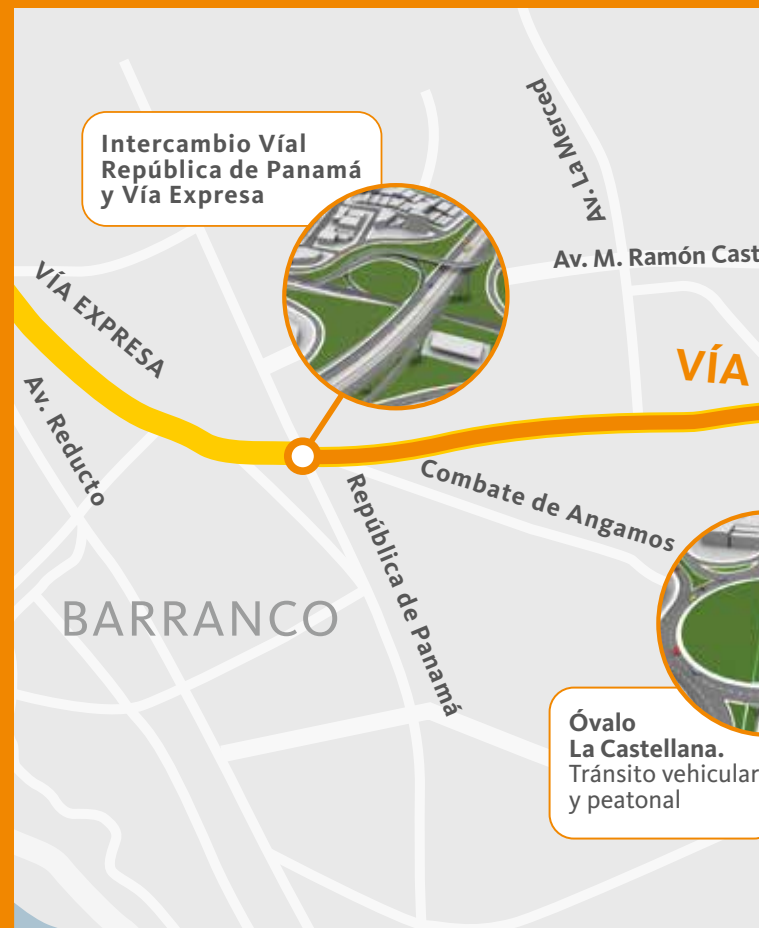 Av. La Merced
Intercambio Víal
República de Panamá
y Vía Expresa
Av. M. Ramón Cast
VÍA EXPRESA
VÍA
Av. Reducto
Combate de Angamos
República de Panamá
BARRANCO
Óvalo
La Castellana.
Tránsito vehicular
y peatonal